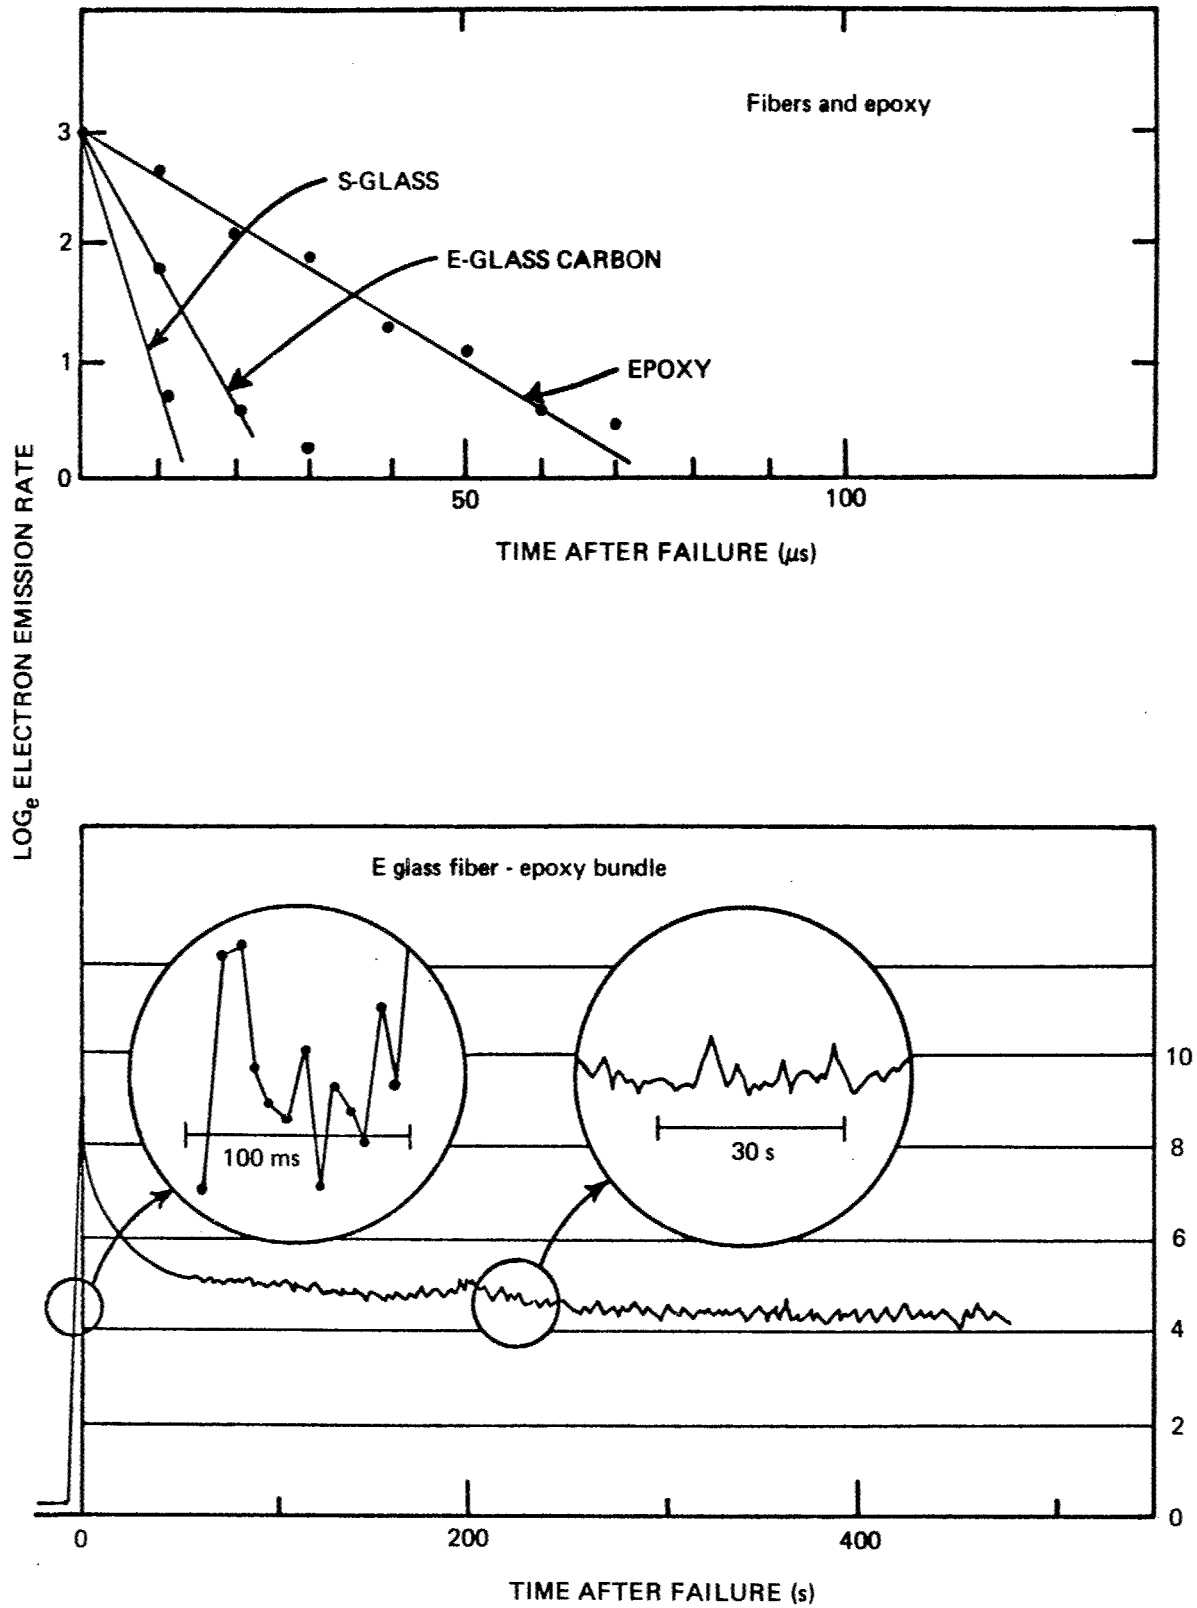 Fibers and epoxy
3
S-GLASS
2
E-GLASS CARBON
1
EPOXY
0
50
100
TIME AFTER FAILURE (μs)
LOGe ELECTRON EMISSION RATE
E glass fiber - epoxy bundle
10
100 ms
30 s
8
6
4
2
0
0
200
400
TIME AFTER FAILURE (s)